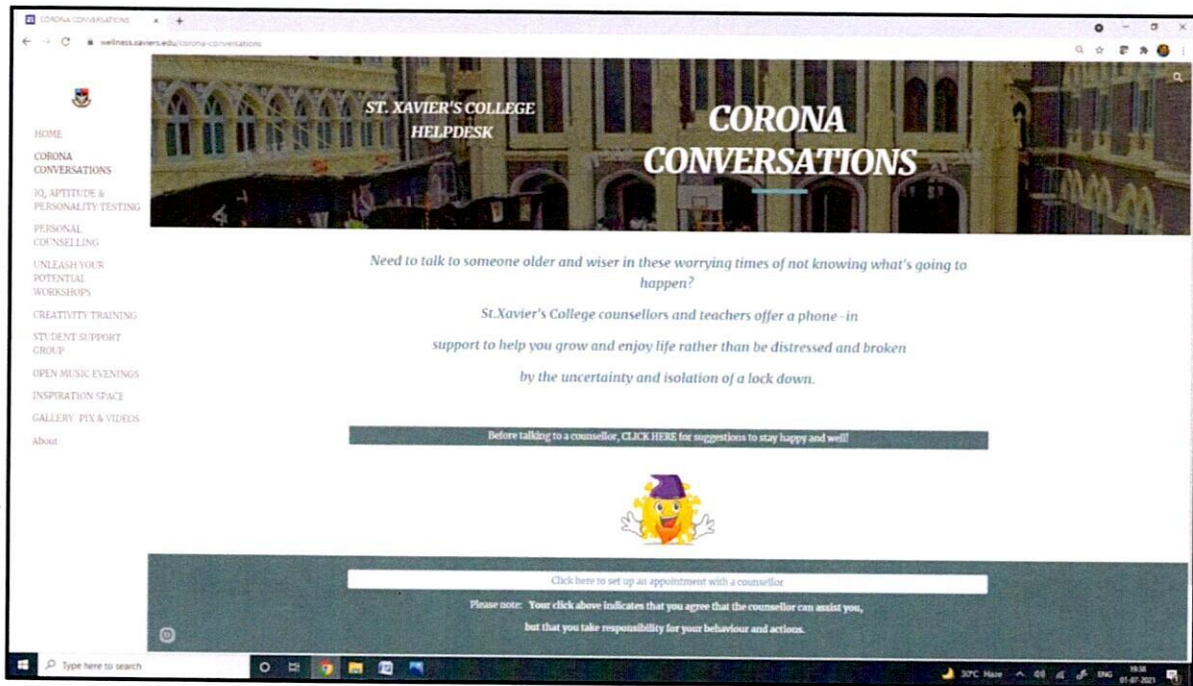 CORONA CONVERSATIONS
wellness.xaviers.edu/corona-conversations
HOME
CORONA
CONVERSATIONS
IQ, APTITUDE &
PERSONALITY TESTING
PERSONAL
COUNSELLING
UNLEASH YOUR
POTENTIAL
WORKSHOPS
CREATIVITY TRAINING
STUDENT SUPPORT
GROUP
OPEN MUSIC EVENINGS
INSPIRATION SPACE
GALLERY PIX & VIDEOS
About
ST. XAVIER'S COLLEGE
HELPDESK
CORONA
CONVERSATIONS
Need to talk to someone older and wiser in these worrying times of not knowing what's going to
happen?
St.Xavier's College counsellors and teachers offer a phone-in
support to help you grow and enjoy life rather than be distressed and broken
by the uncertainty and isolation of a lock down.
Before talking to a counsellor, CLICK HERE for suggestions to stay happy and well!
Click here to set up an appointment with a counsellor
Please note: Your click above indicates that you agree that the counsellor can assist you,
but that you take responsibility for your behaviour and actions.
Type here to search
30°C Haze
ENG
19:38
01-07-2021